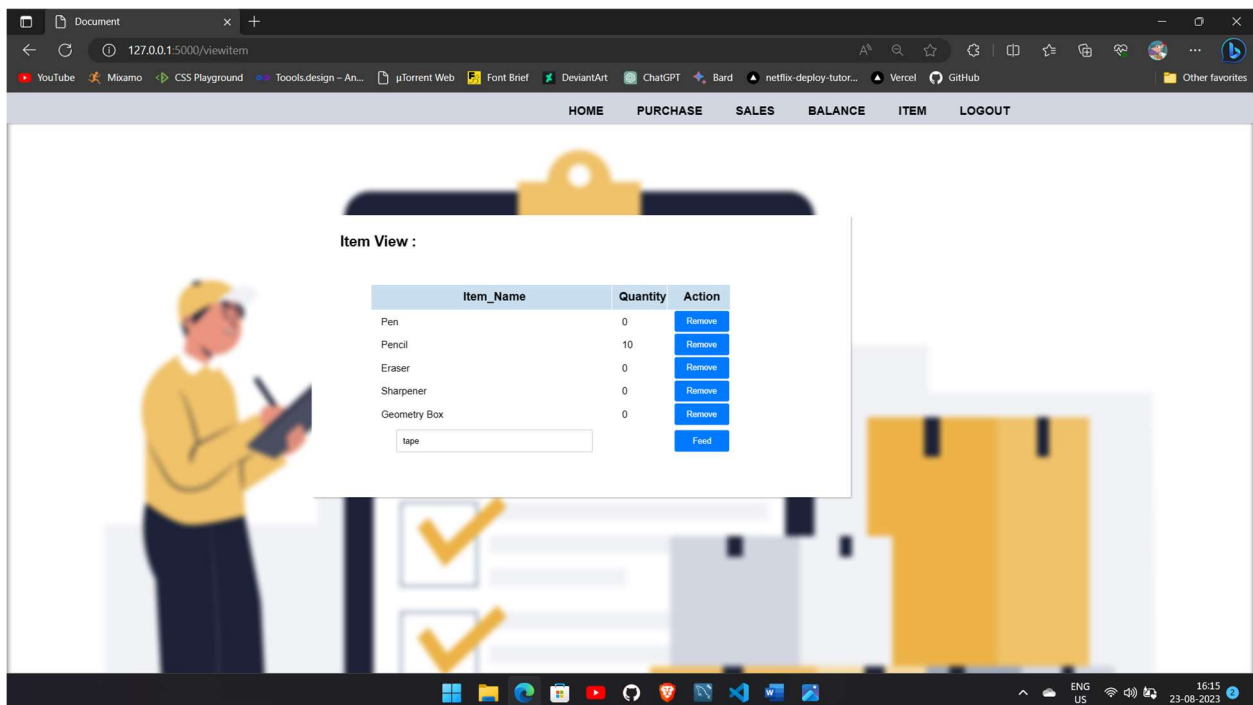 Document
127.0.0.1:5000/viewitem
YouTube Mixamo CSS Playground Toools.design – An... µTorrent Web Font Brief DeviantArt ChatGPT Bard netflix-deploy-tutor... Vercel GitHub Other favorites
HOME PURCHASE SALES BALANCE ITEM LOGOUT
Item View :
Item_Name Quantity Action
Pen 0 Remove
Pencil 10 Remove
Eraser 0 Remove
Sharpener 0 Remove
Geometry Box 0 Remove
tape Feed
ENG 16:15
US 23-08-2023 2